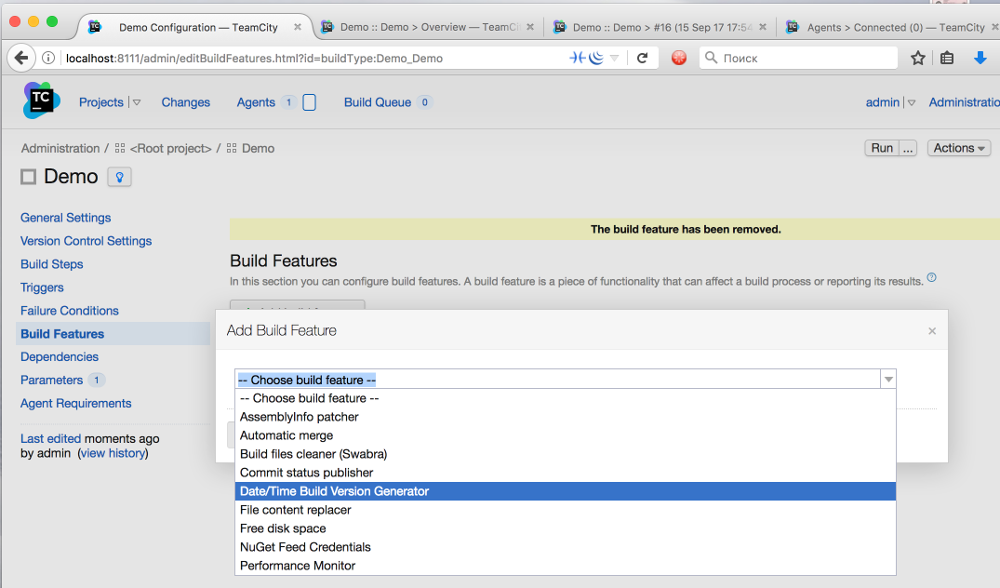 Demo Configuration — TeamCity
Demo :: Demo > Overview — TeamCi
Demo :: Demo > #16 (15 Sep 17 17:54
Agents > Connected (0) — TeamCity
localhost:8111/admin/editBuildFeatures.html?id=buildType:Demo_Demo
Поиск
TC
Projects
Changes
Agents 1
Build Queue 0
admin
Administratio
Administration / <Root project> / Demo
Run ...
Actions
Demo
General Settings
Version Control Settings
Build Steps
Triggers
Failure Conditions
Build Features
Dependencies
Parameters 1
Agent Requirements
Last edited moments ago
by admin (view history)
The build feature has been removed.
Build Features
In this section you can configure build features. A build feature is a piece of functionality that can affect a build process or reporting its results. ?
Add Build Feature
-- Choose build feature --
-- Choose build feature --
AssemblyInfo patcher
Automatic merge
Build files cleaner (Swabra)
Commit status publisher
Date/Time Build Version Generator
File content replacer
Free disk space
NuGet Feed Credentials
Performance Monitor